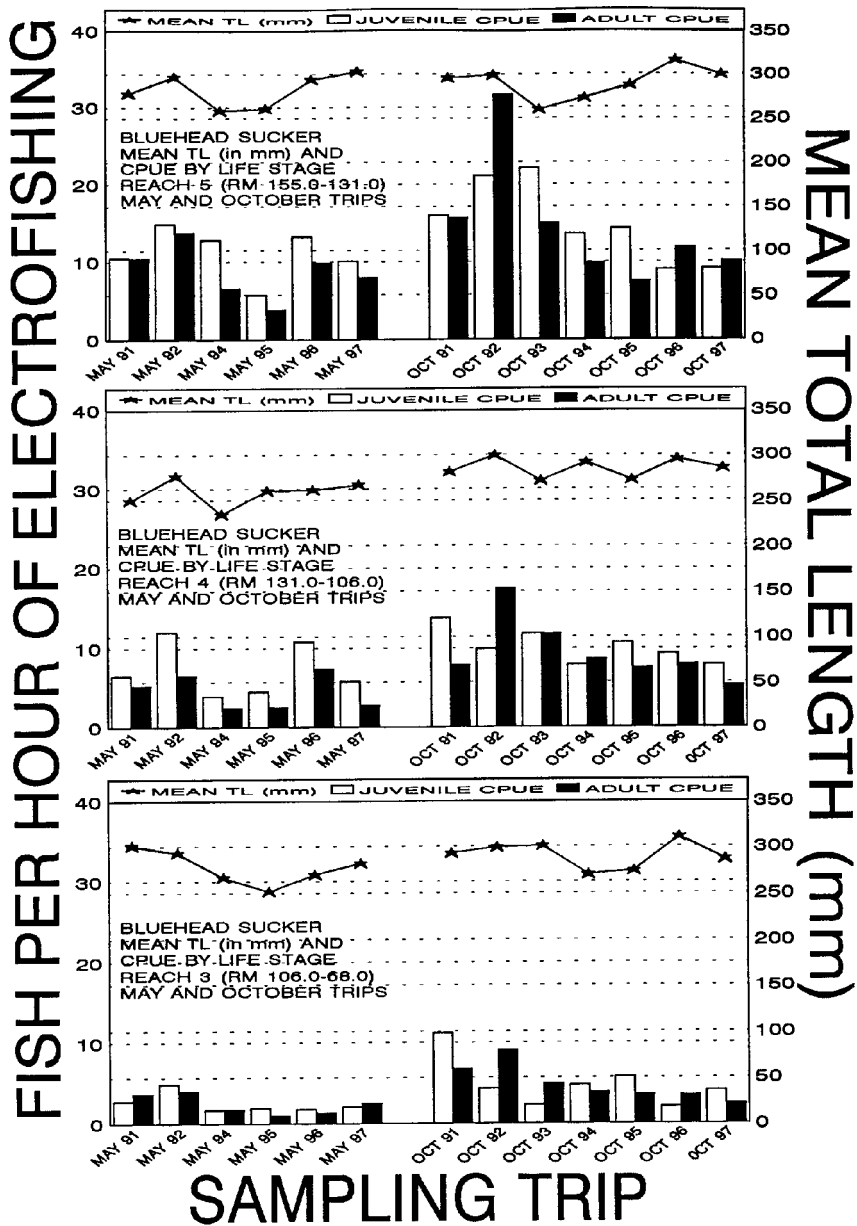 FISH PER HOUR OF ELECTROFISHING
MEAN TOTAL LENGTH (mm)
MEAN TL (mm) JUVENILE CPUE ADULT CPUE
40
30
20
10
0
350
300
250
200
150
100
50
0
BLUEHEAD SUCKER
MEAN TL (in mm) AND
CPUE BY LIFE STAGE
REACH 5 (RM 155.0-131.0)
MAY AND OCTOBER TRIPS
MAY 91 MAY 92 MAY 94 MAY 95 MAY 96 MAY 97 OCT 91 OCT 92 OCT 93 OCT 94 OCT 95 OCT 96 0CT 97
MEAN TL (mm) JUVENILE CPUE ADULT CPUE
40
30
20
10
0
350
300
250
200
150
100
50
0
BLUEHEAD SUCKER
MEAN TL (in mm) AND
CPUE BY LIFE STAGE
REACH 4 (RM 131.0-106.0)
MAY AND OCTOBER TRIPS
MAY 91 MAY 92 MAY 94 MAY 95 MAY 96 MAY 97 OCT 91 OCT 92 OCT 93 OCT 94 OCT 95 OCT 96 0CT 97
MEAN TL (mm) JUVENILE CPUE ADULT CPUE
40
30
20
10
0
350
300
250
200
150
100
50
0
BLUEHEAD SUCKER
MEAN TL (in mm) AND
CPUE BY LIFE STAGE
REACH 3 (RM 106.0-68.0)
MAY AND OCTOBER TRIPS
MAY 91 MAY 92 MAY 94 MAY 95 MAY 96 MAY 97 OCT 91 OCT 92 OCT 93 OCT 94 OCT 95 OCT 96 0CT 97
SAMPLING TRIP